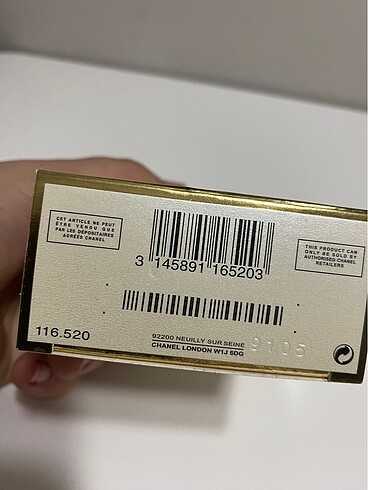 CET ARTICLE NE PEUT
ÊTRE VENDU QUE
PAR LES DÉPOSITAIRES
AGRÉÉS CHANEL
THIS PRODUCT CAN
ONLY BE SOLD BY
AUTHORISED CHANEL
RETAILERS
3 145891 165203
116.520
92200 NEUILLY SUR SEINE
CHANEL LONDON W1J 6DG
9105